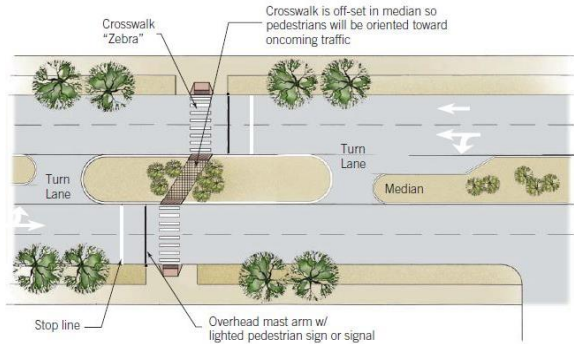 Crosswalk is off-set in median so
pedestrians will be oriented toward
oncoming traffic
Crosswalk
"Zebra"
Turn
Lane
Turn
Lane
Median
Stop line
Overhead mast arm w/
lighted pedestrian sign or signal